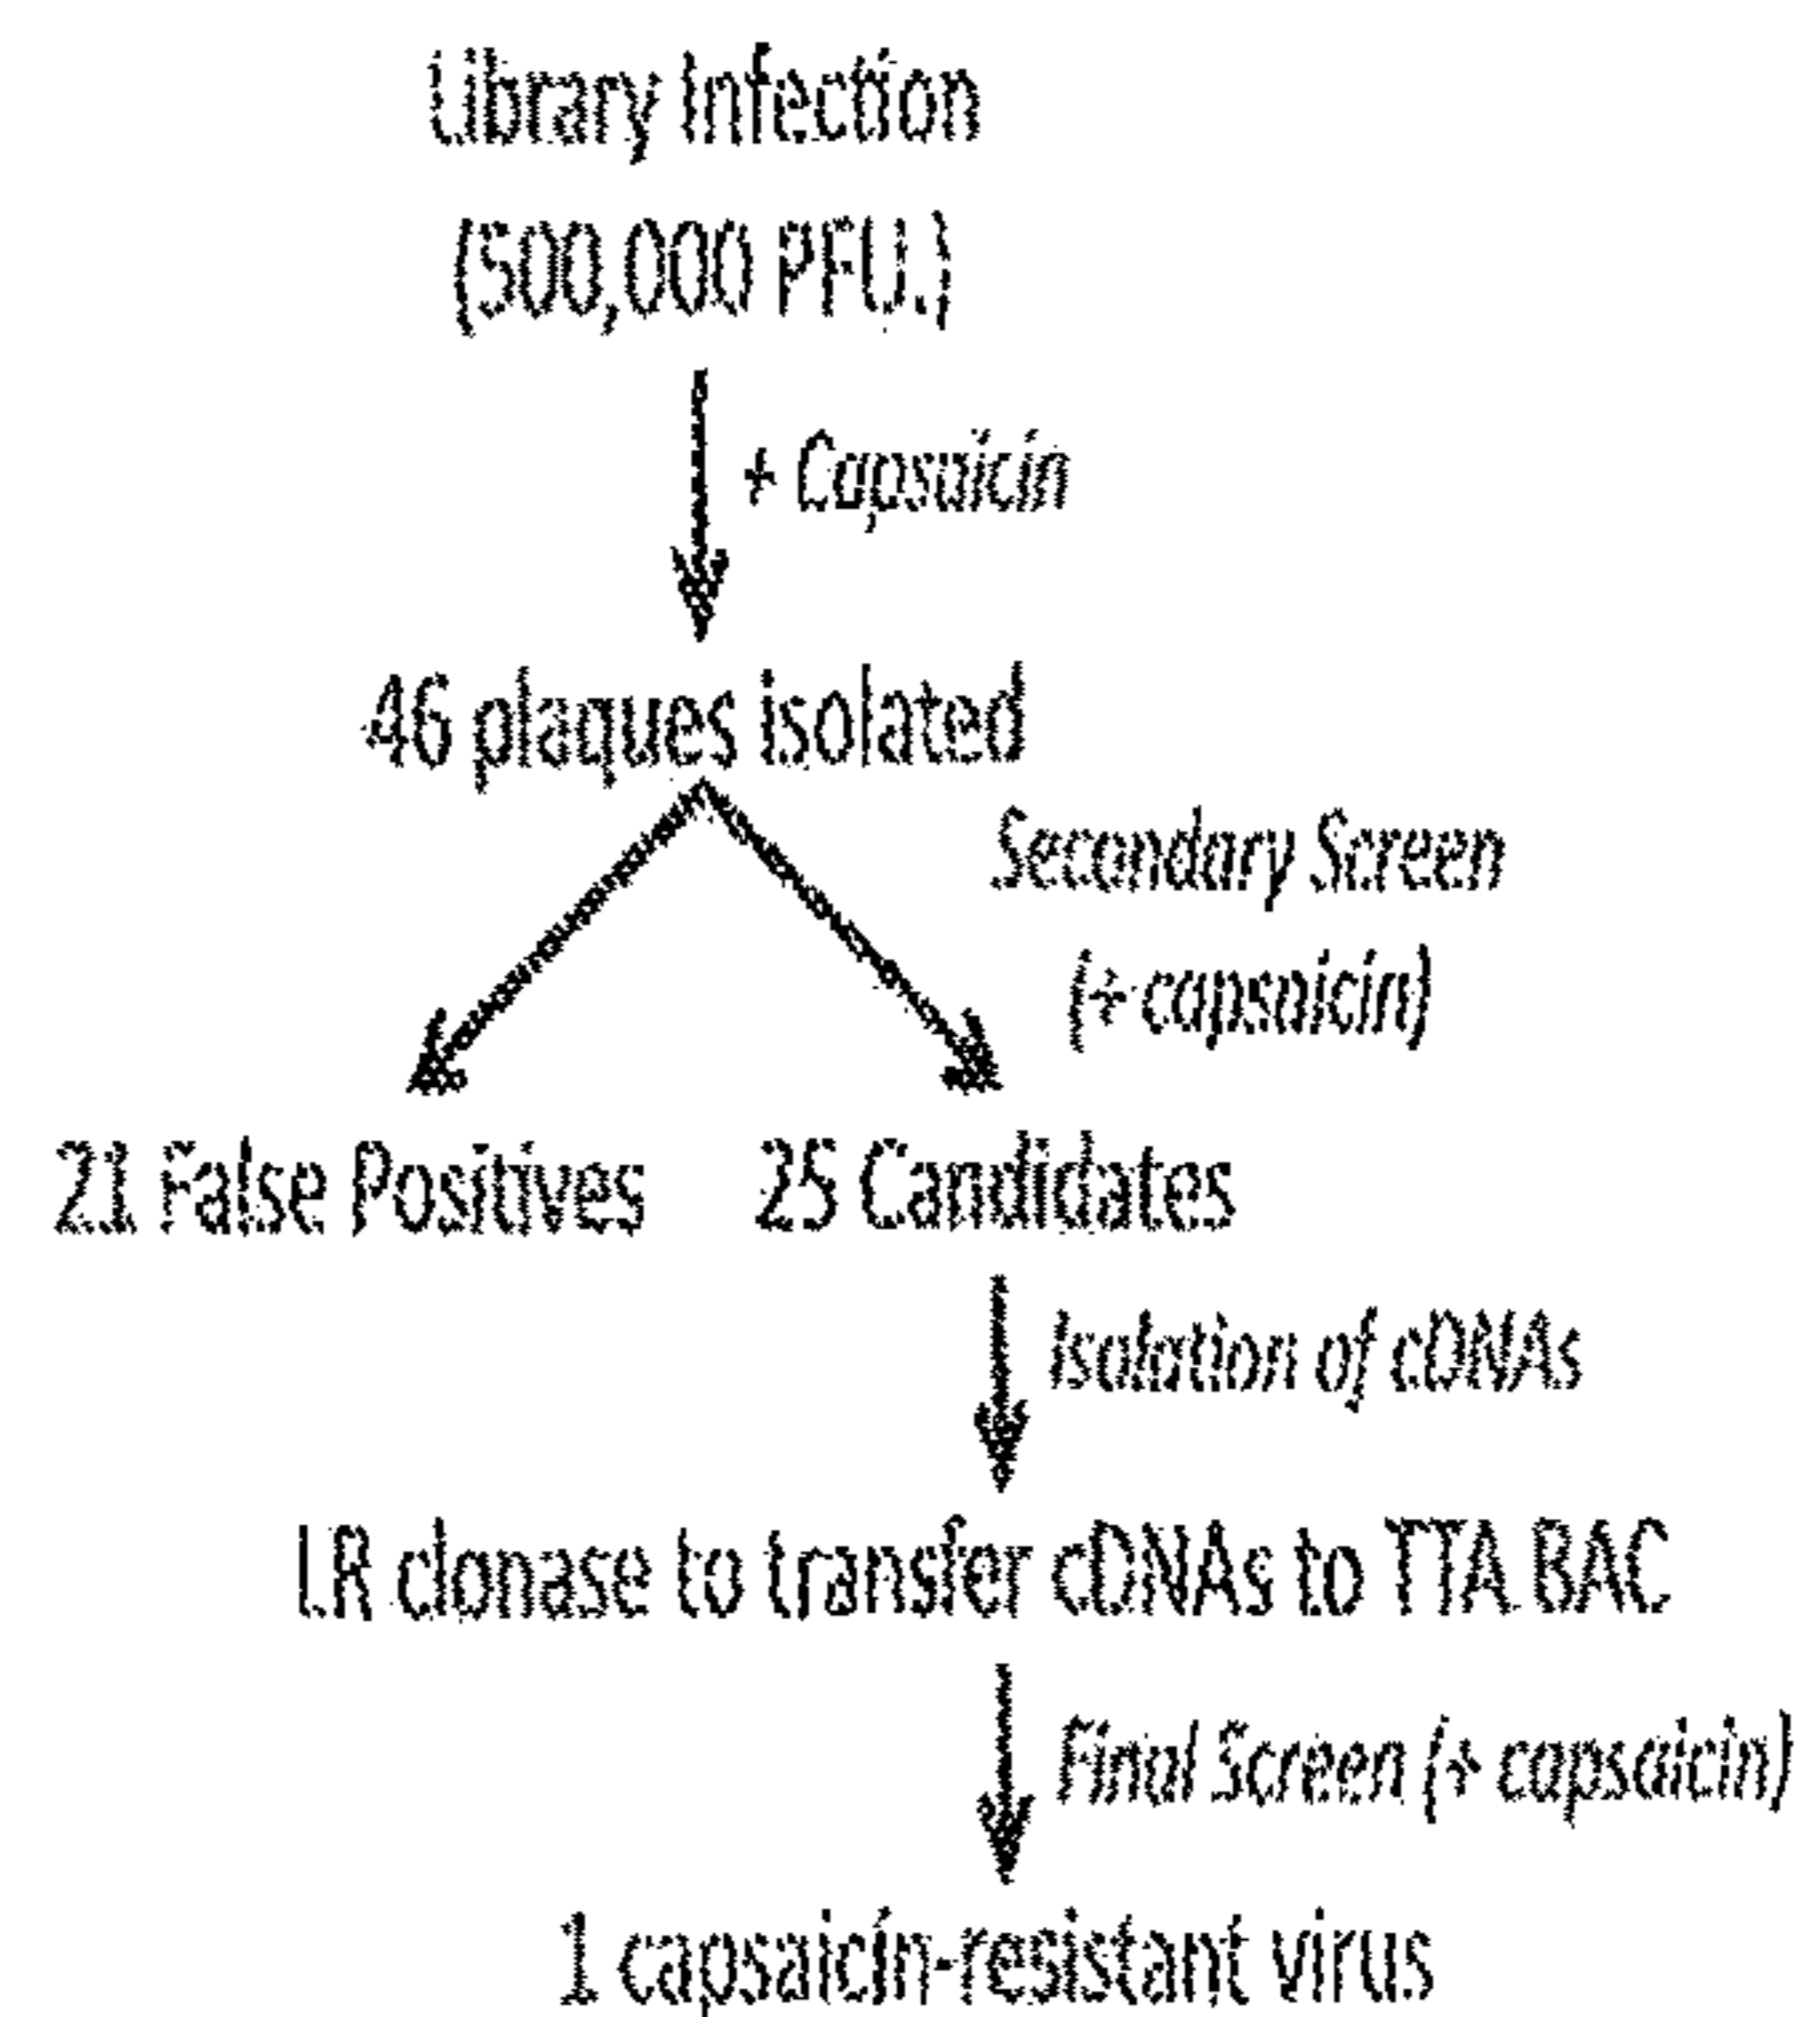 Library Infection
(500,000 PFU.)
+ Capsaicin
46 plaques isolated
Secondary Screen
(+ capsaicin)
21 False Positives
25 Candidates
Isolation of cDNAs
LR clonase to transfer cDNAs to TTA BAC
Final Screen (+ capsaicin)
1 capsaicin-resistant virus